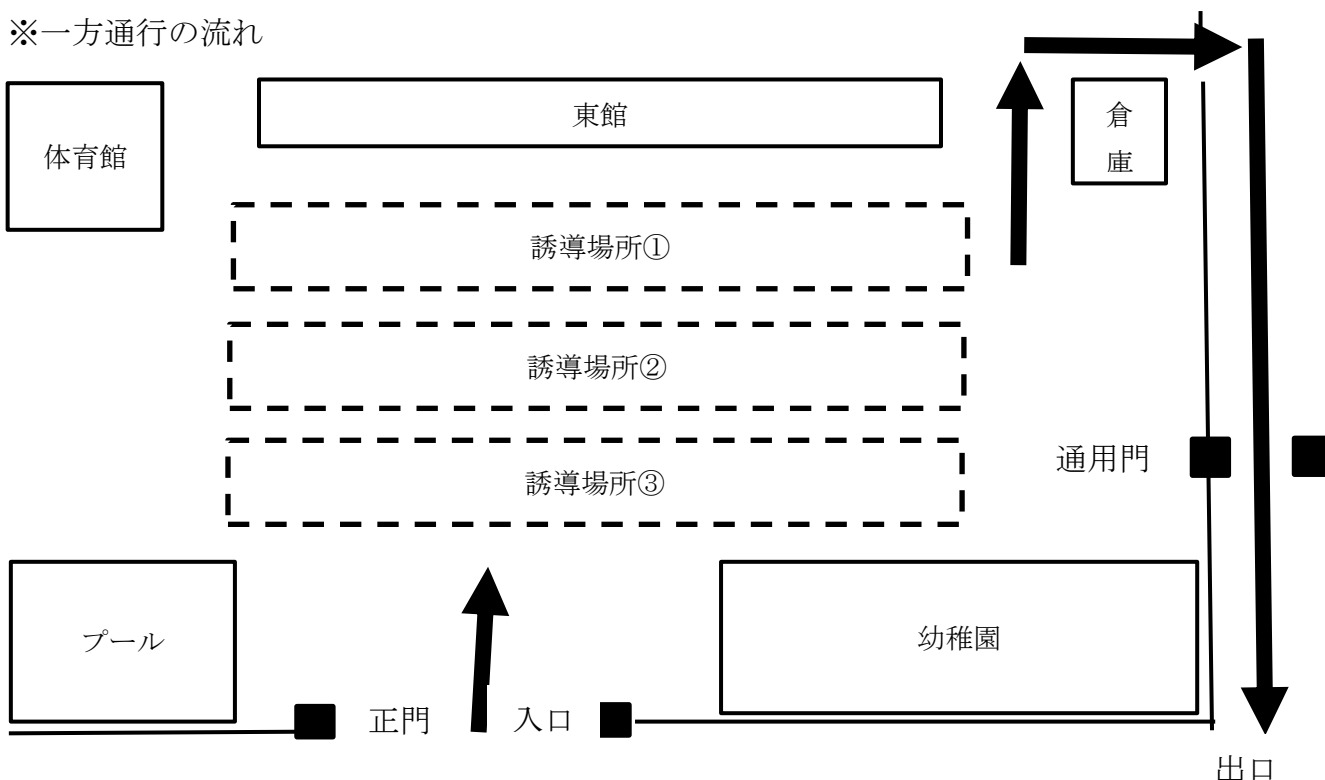 ※一方通行の流れ
体育館
東館
倉
庫
誘導場所①
誘導場所②
誘導場所③
通用門
プール
幼稚園
正門
入口
出口